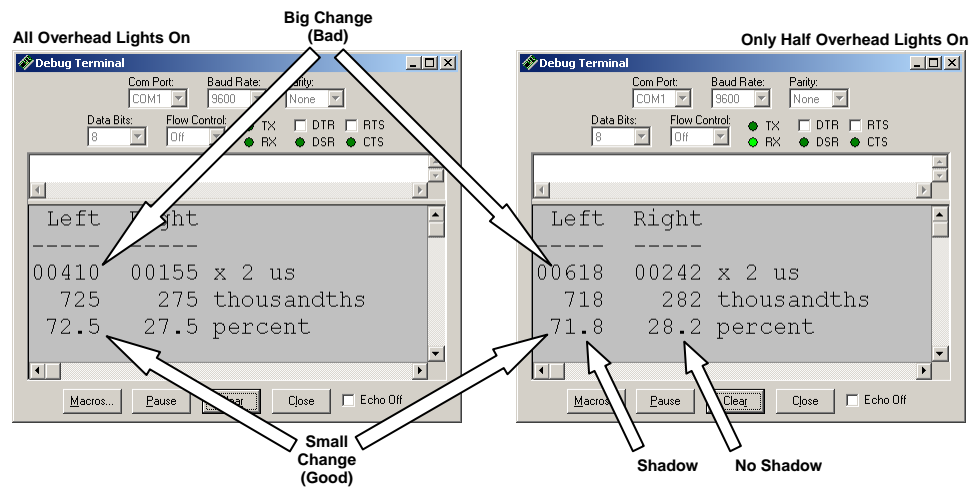 Big Change
(Bad)
All Overhead Lights On
Only Half Overhead Lights On
Debug Terminal
Com Port: Baud Rate: Parity:
COM1 9600 None
Data Bits: Flow Control:
8 Off
TX DTR RTS
RX DSR CTS
Left Right
----- -----
00410 00155 x 2 us
725 275 thousandths
72.5 27.5 percent
Macros... Pause Clear Close Echo Off
Debug Terminal
Com Port: Baud Rate: Parity:
COM1 9600 None
Data Bits: Flow Control:
8 Off
TX DTR RTS
RX DSR CTS
Left Right
----- -----
00618 00242 x 2 us
718 282 thousandths
71.8 28.2 percent
Macros... Pause Clear Close Echo Off
Small
Change
(Good)
Shadow
No Shadow